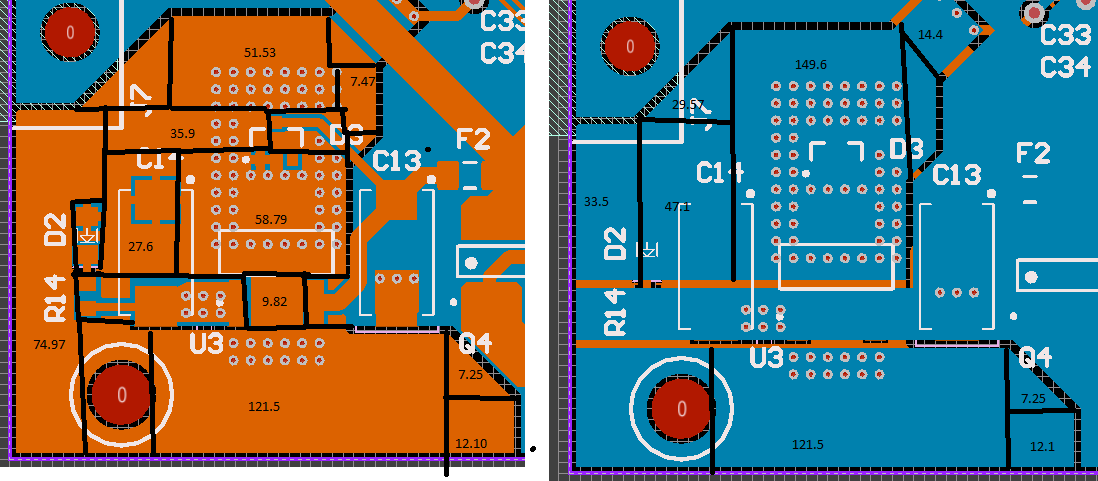 0
51.53
7.47
35.9
C14
D3
C13
F2
C33
C34
D2
27.6
58.79
R14
9.82
U3
Q4
74.97
0
121.5
7.25
12.10
0
149.6
14.4
C33
C34
29.57
C14
D3
C13
F2
33.5
47.1
D2
R14
U3
Q4
0
121.5
7.25
12.1